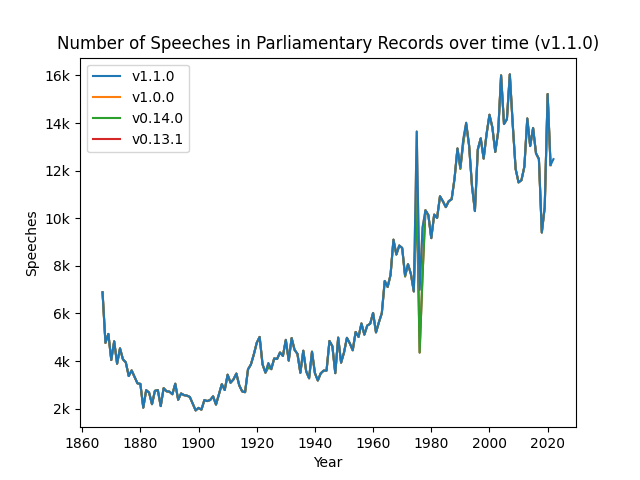 Number of Speeches in Parliamentary Records over time (v1.1.0)
v1.1.0
v1.0.0
v0.14.0
v0.13.1
16k
14k
12k
10k
8k
6k
4k
2k
Speeches
1860 1880 1900 1920 1940 1960 1980 2000 2020
Year